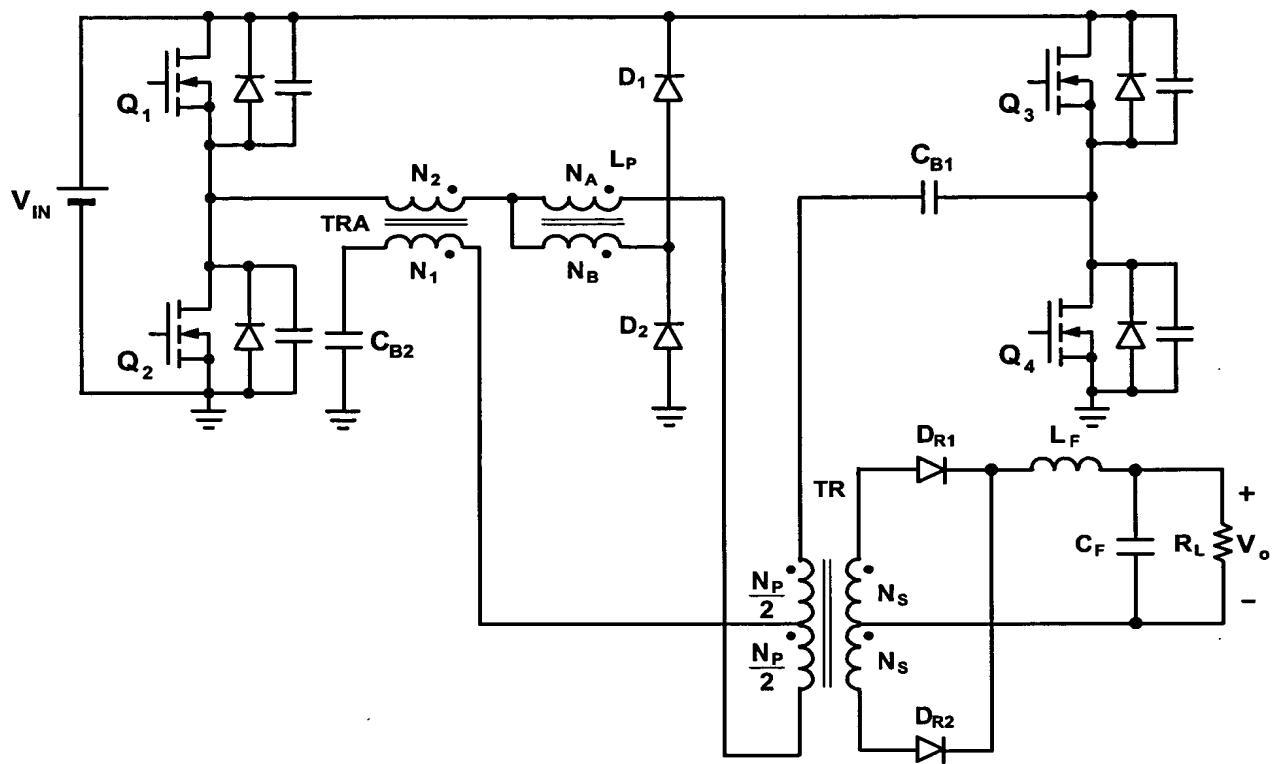 Q1
VIN
Q2
N2
TRA
N1
CB2
NA
LP
NB
D1
D2
CB1
Q3
Q4
DR1
LF
TR
NP
2
NP
2
NS
NS
CF
RL
+
Vo
−
DR2